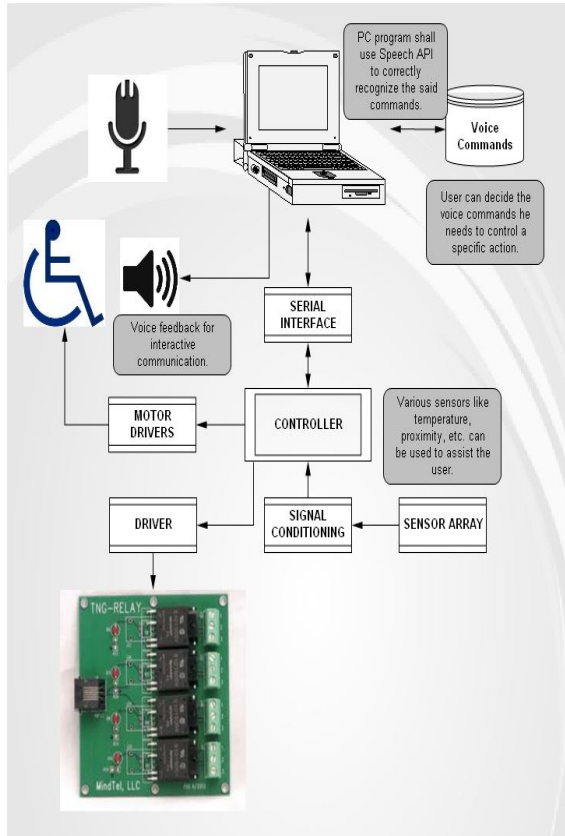 PC program shall
use Speech API
to correctly
recognize the said
commands.
Voice
Commands
User can decide the
voice commands he
needs to control a
specific action.
Voice feedback for
interactive
communication.
SERIAL
INTERFACE
MOTOR
DRIVERS
CONTROLLER
Various sensors like
temperature,
proximity, etc. can
be used to assist the
user.
DRIVER
SIGNAL
CONDITIONING
SENSOR ARRAY
TNG-RELAY
MindTel, LLC